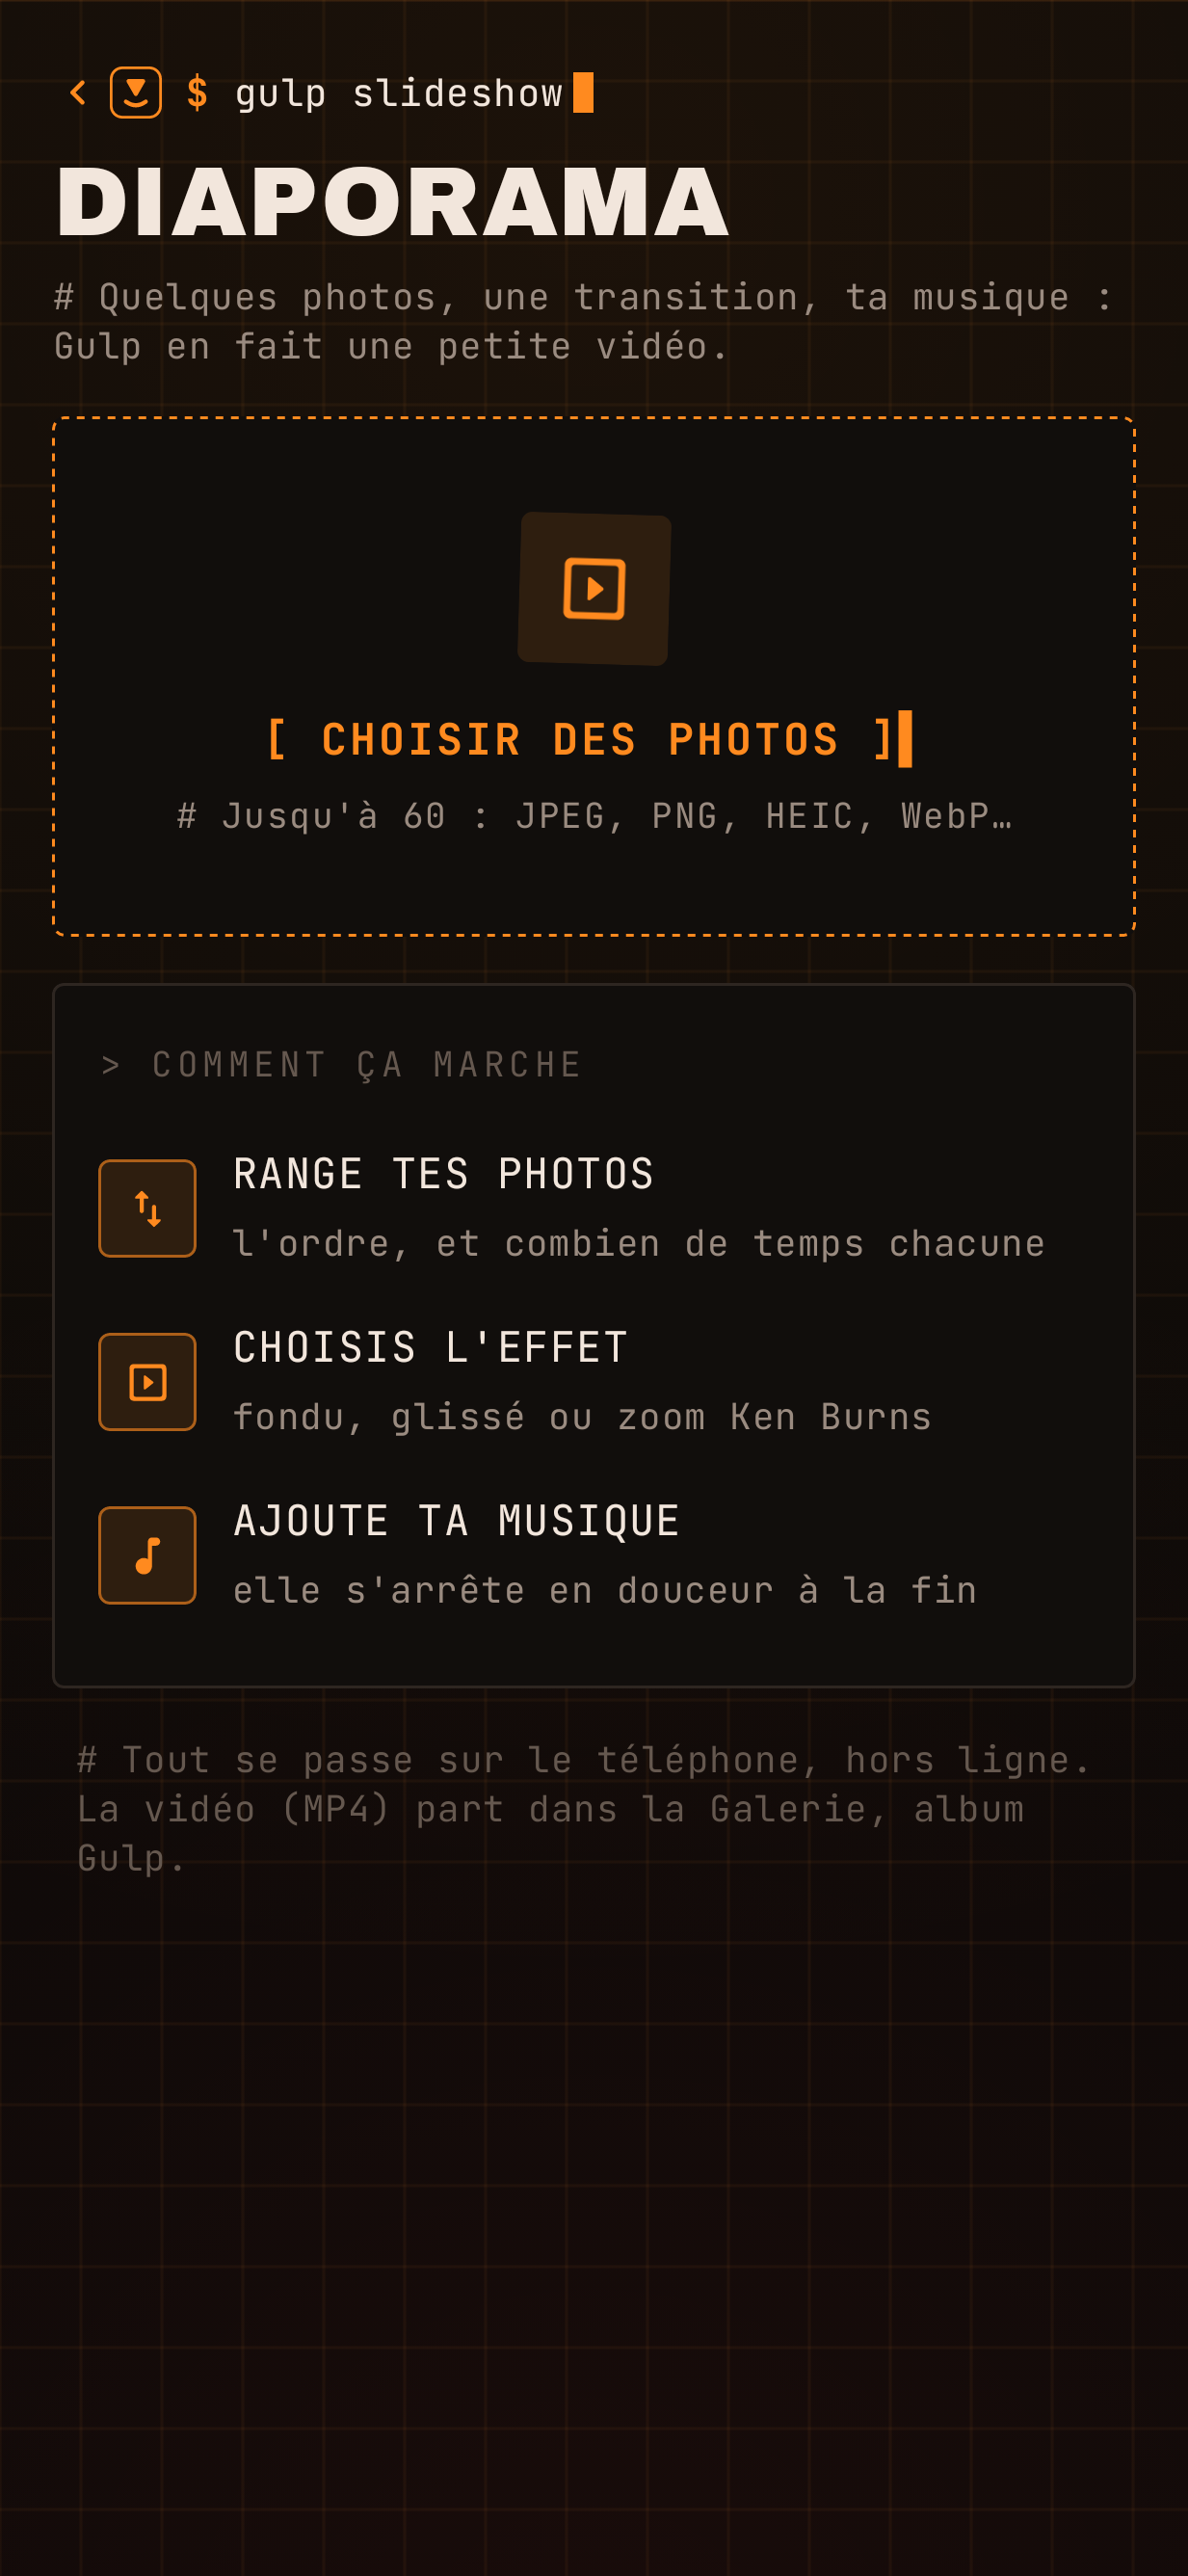 $ gulp slideshow
DIAPORAMA
# Quelques photos, une transition, ta musique :
Gulp en fait une petite vidéo.
[ CHOISIR DES PHOTOS ]
# Jusqu'à 60 : JPEG, PNG, HEIC, WebP…
> COMMENT ÇA MARCHE
RANGE TES PHOTOS
l'ordre, et combien de temps chacune
CHOISIS L'EFFET
fondu, glissé ou zoom Ken Burns
AJOUTE TA MUSIQUE
elle s'arrête en douceur à la fin
# Tout se passe sur le téléphone, hors ligne.
La vidéo (MP4) part dans la Galerie, album
Gulp.